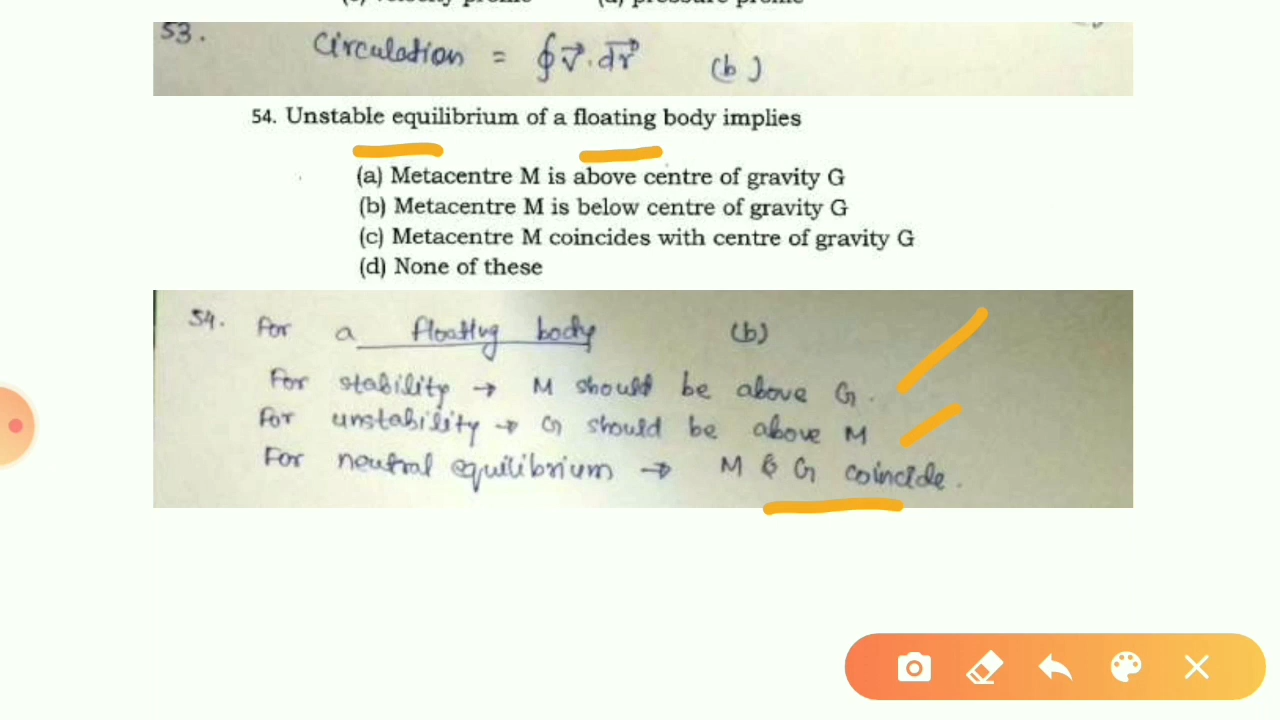 53. Circulation = ∮v⃗.dr⃗ (b)
54. Unstable equilibrium of a floating body implies
(a) Metacentre M is above centre of gravity G
(b) Metacentre M is below centre of gravity G
(c) Metacentre M coincides with centre of gravity G
(d) None of these
54. For a floating body (b)
For stability → M should be above G.
For unstability → G should be above M
For neutral equilibrium → M & G coincide.